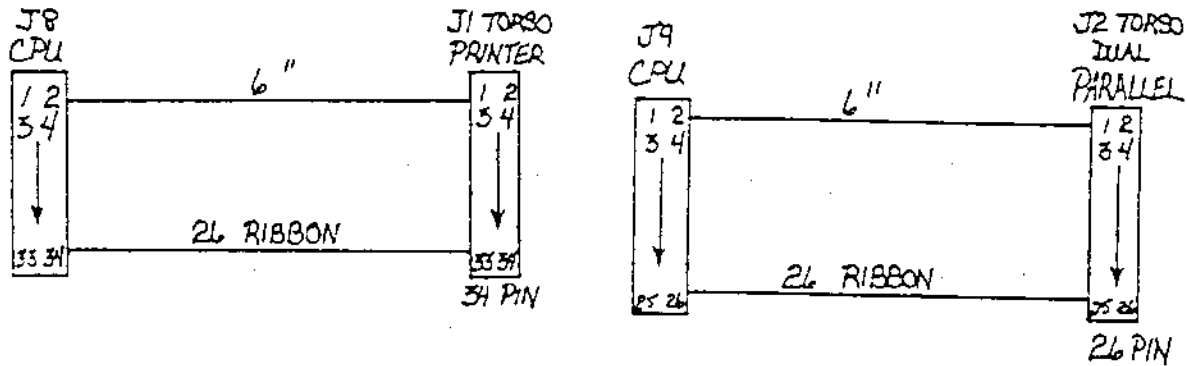 J8
CPU
J1 TORSO
PRINTER
6"
1 2
3 4
1 2
3 4
26 RIBBON
33 34
33 34
34 PIN
J9
CPU
J2 TORSO
DUAL
PARALLEL
6"
1 2
3 4
1 2
3 4
26 RIBBON
25 26
25 26
26 PIN